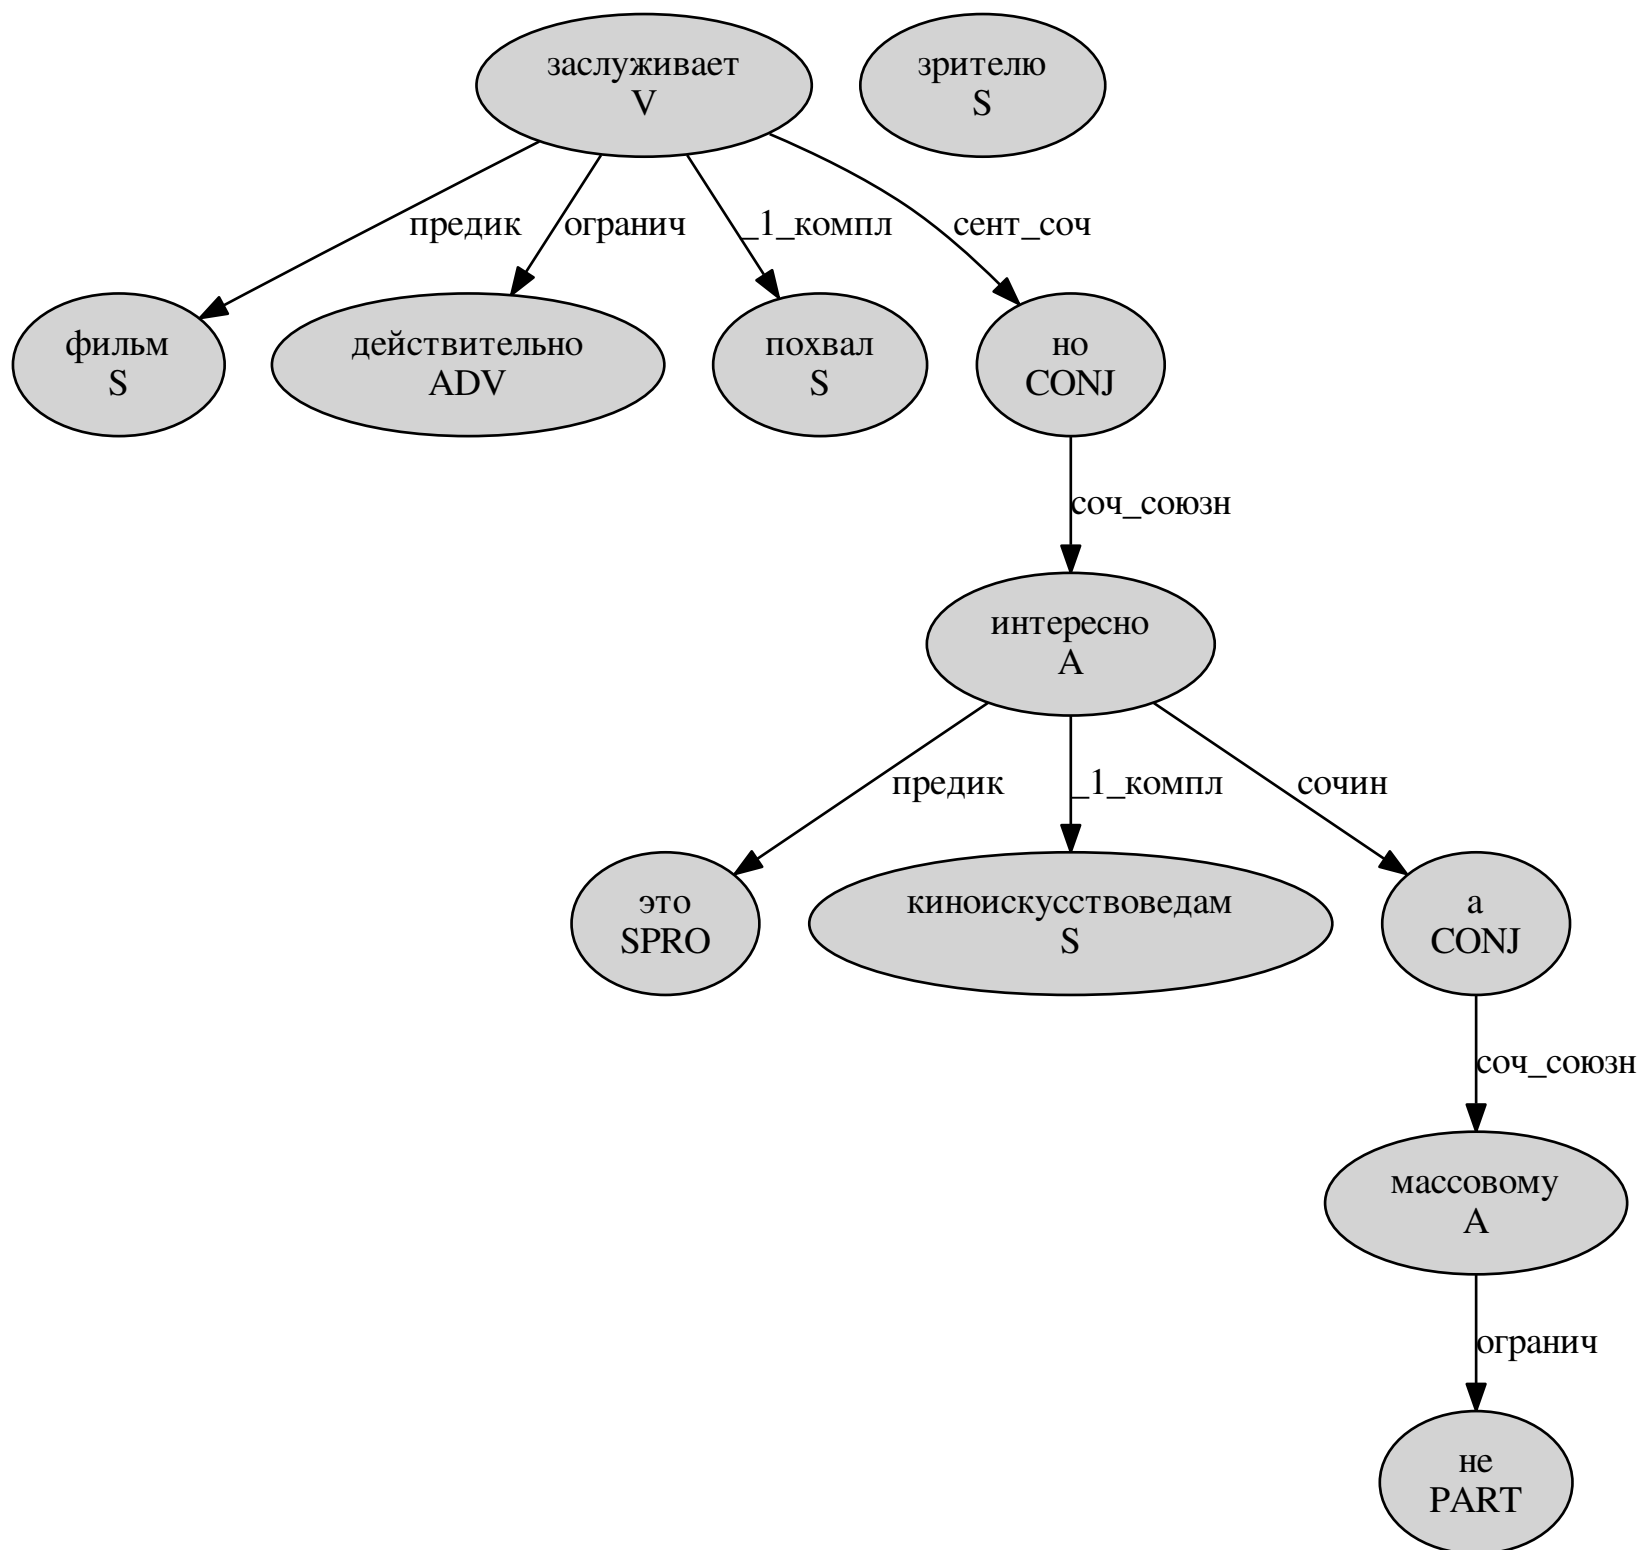 заслуживает
V
зрителю
S
предик
огранич
_1_компл
сент_соч
фильм
S
действительно
ADV
похвал
S
но
CONJ
соч_союзн
интересно
A
предик
_1_компл
сочин
это
SPRO
киноискусствоведам
S
а
CONJ
соч_союзн
массовому
A
огранич
не
PART